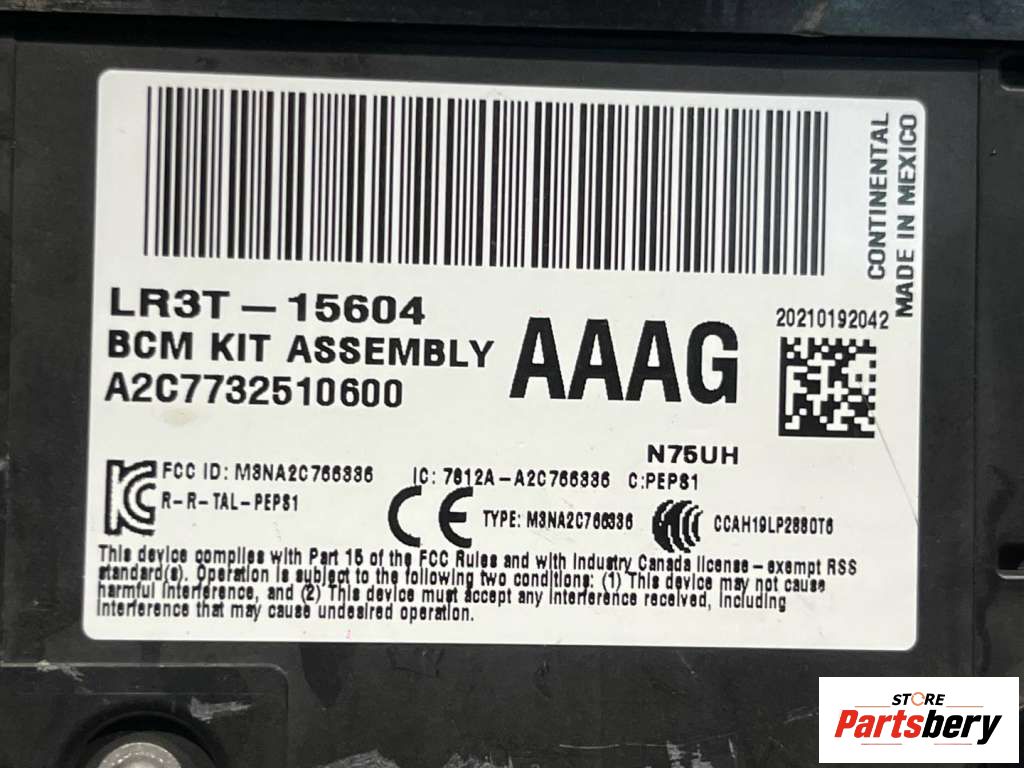 CONTINENTAL
MADE IN MEXICO
LR3T-15604
BCM KIT ASSEMBLY
A2C7732510600
AAAG
20210192042
N75UH
FCC ID: M3NA2C766336
IC: 7812A-A2C766336 C:PEPS1
R-R-TAL-PEPS1
TYPE: M3NA2C766336
CCAH19LP2880T6
This device complies with Part 15 of the FCC Rules and with Industry Canada license - exempt RSS
standard(s). Operation is subject to the following two conditions: (1) This device may not cause
harmful interference, and (2) This device must accept any interference received, including
interference that may cause undesired operation.
STORE
Partsbery